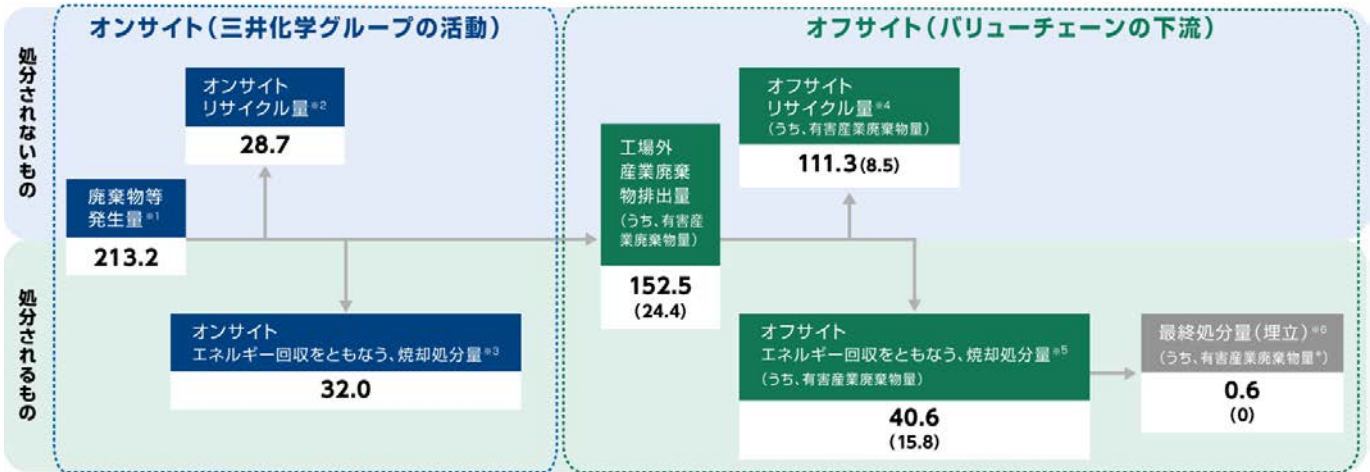 オンサイト（三井化学グループの活動）
オフサイト（バリューチェーンの下流）
処分されないもの
処分されるもの
廃棄物等
発生量※1
213.2
オンサイト
リサイクル量※2
28.7
オンサイト
エネルギー回収をともなう、焼却処分量※3
32.0
工場外
産業廃棄
物排出量
（うち、有害産
業廃棄物量）
152.5
(24.4)
オフサイト
リサイクル量※4
（うち、有害産業廃棄物量）
111.3(8.5)
オフサイト
エネルギー回収をともなう、焼却処分量※5
（うち、有害産業廃棄物量）
40.6
(15.8)
最終処分量（埋立）※6
（うち、有害産業廃棄物量*）
0.6
(0)